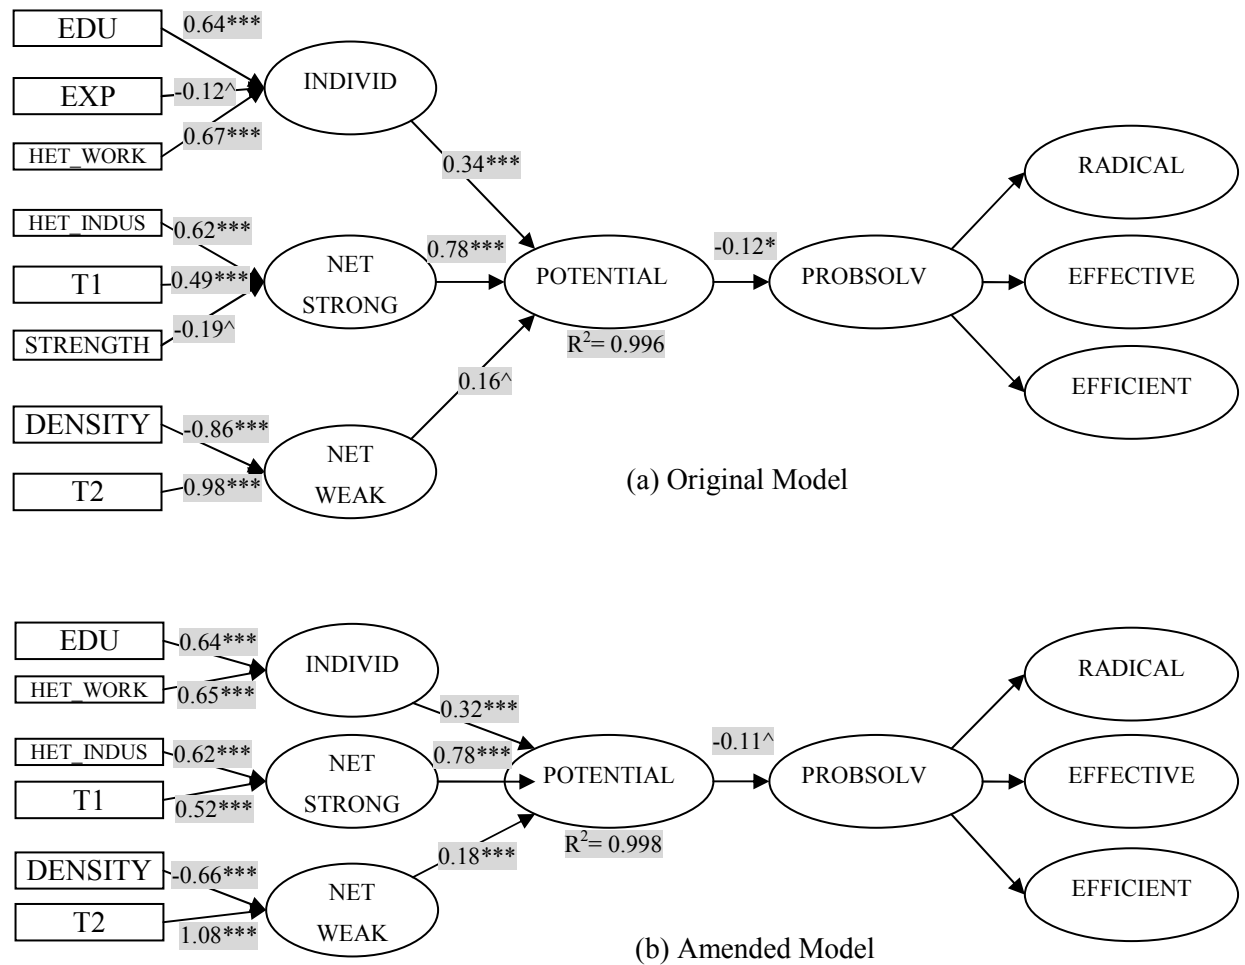 EDU
0.64***
EXP
-0.12^
HET_WORK
0.67***
INDIVID
0.34***
HET_INDUS
0.62***
T1
0.49***
STRENGTH
-0.19^
NET
STRONG
0.78***
DENSITY
-0.86***
T2
0.98***
NET
WEAK
0.16^
POTENTIAL
R²= 0.996
-0.12*
PROBSOLV
RADICAL
EFFECTIVE
EFFICIENT
(a) Original Model
EDU
0.64***
HET_WORK
0.65***
INDIVID
0.32***
HET_INDUS
0.62***
T1
0.52***
NET
STRONG
0.78***
DENSITY
-0.66***
T2
1.08***
NET
WEAK
0.18***
POTENTIAL
R²= 0.998
-0.11^
PROBSOLV
RADICAL
EFFECTIVE
EFFICIENT
(b) Amended Model